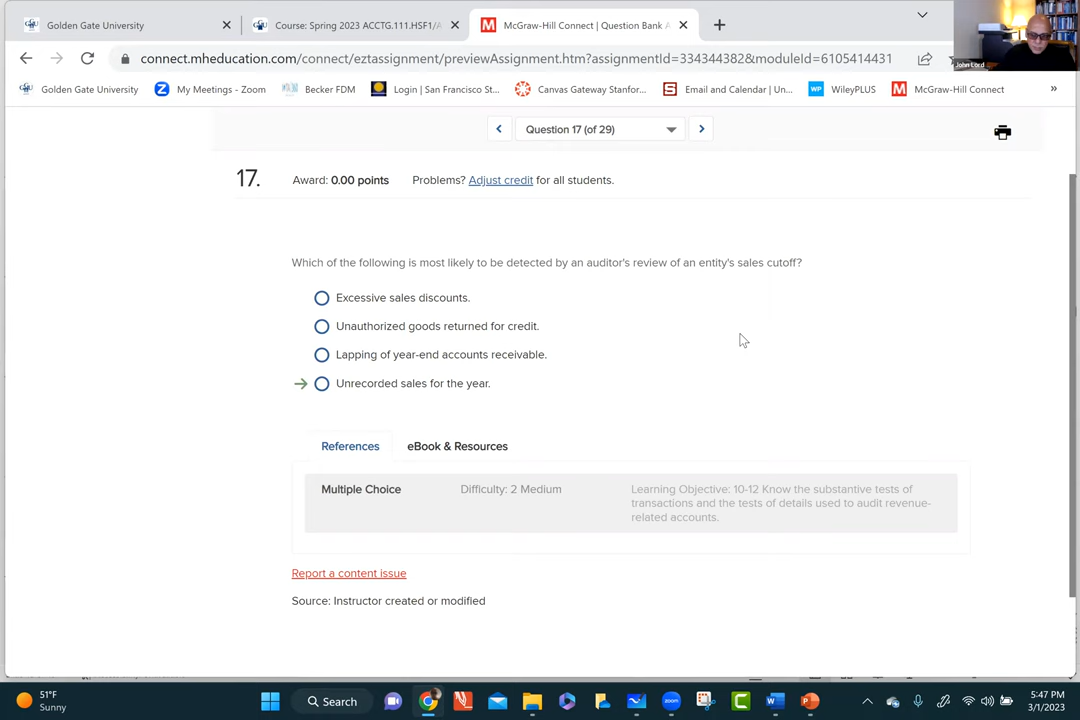 Golden Gate University
Course: Spring 2023 ACCTG.111.HSF1/A
McGraw-Hill Connect | Question Bank A
connect.mheducation.com/connect/eztassignment/previewAssignment.htm?assignmentId=334344382&moduleId=6105414431
John Lord
Golden Gate University
My Meetings - Zoom
Becker FDM
Login | San Francisco St...
Canvas Gateway Stanfor...
Email and Calendar | Un...
WileyPLUS
McGraw-Hill Connect
Question 17 (of 29)
17.
Award: 0.00 points
Problems? Adjust credit for all students.
Which of the following is most likely to be detected by an auditor's review of an entity's sales cutoff?
Excessive sales discounts.
Unauthorized goods returned for credit.
Lapping of year-end accounts receivable.
Unrecorded sales for the year.
References
eBook & Resources
Multiple Choice
Difficulty: 2 Medium
Learning Objective: 10-12 Know the substantive tests of
transactions and the tests of details used to audit revenue-
related accounts.
Report a content issue
Source: Instructor created or modified
51°F
Sunny
Search
5:47 PM
3/1/2023